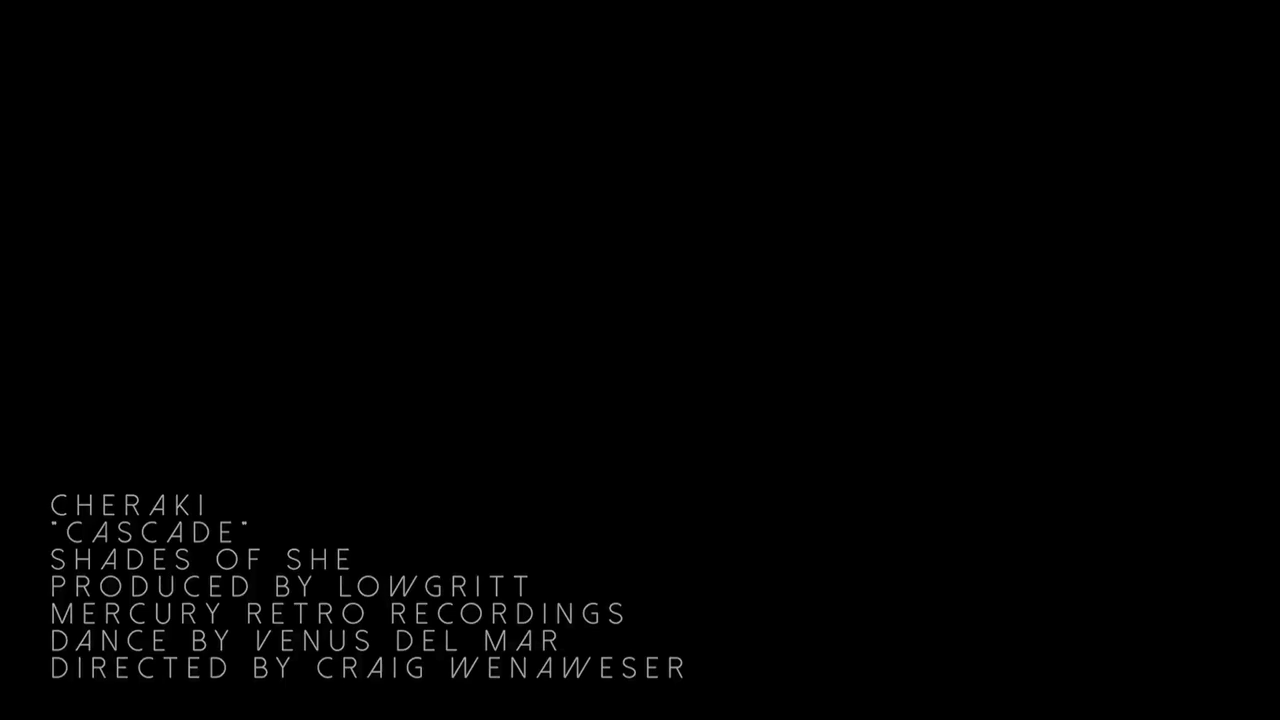 CHERAKI
"CASCADE"
SHADES OF SHE
PRODUCED BY LOWGRITT
MERCURY RETRO RECORDINGS
DANCE BY VENUS DEL MAR
DIRECTED BY CRAIG WENAWESER